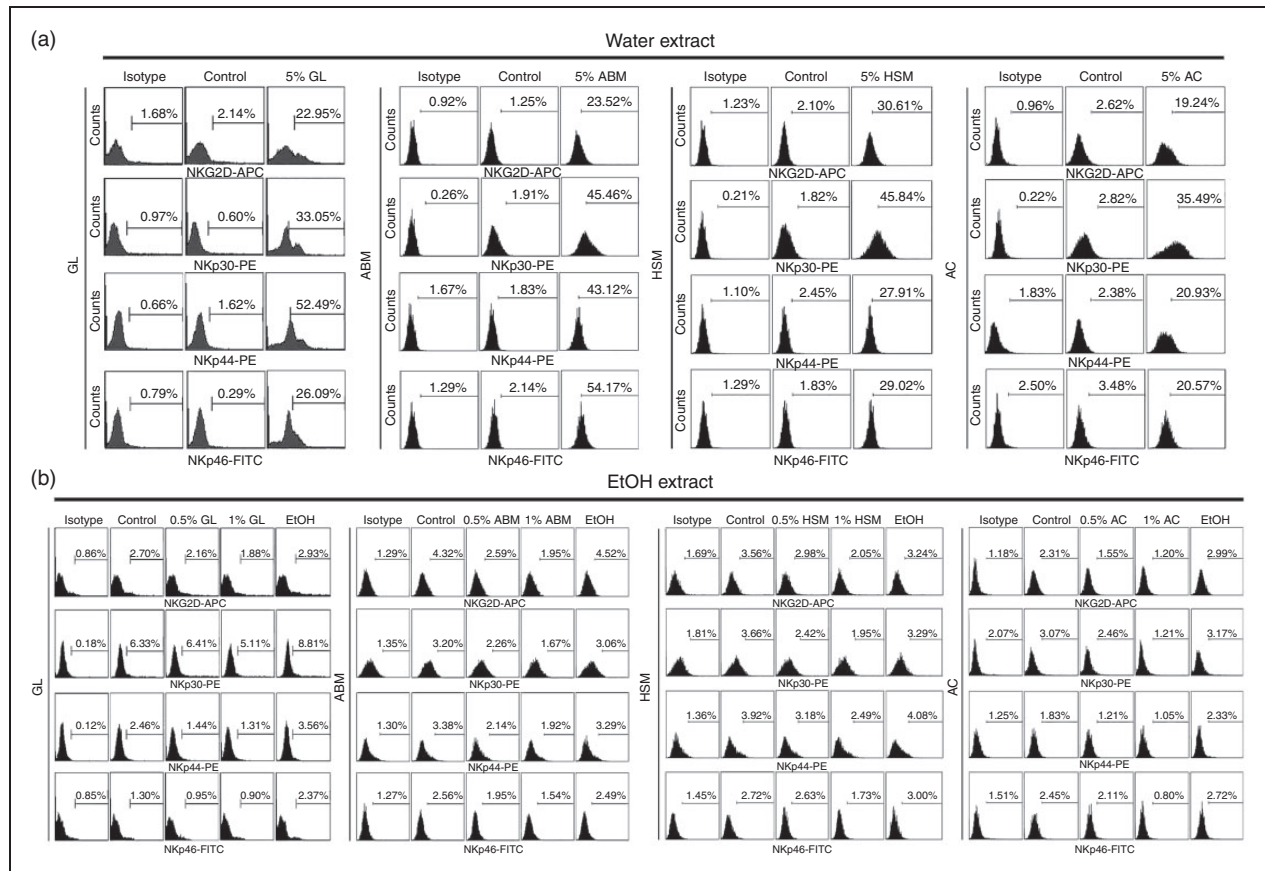 (a)
Water extract
Isotype Control 5% GL Isotype Control 5% ABM Isotype Control 5% HSM Isotype Control 5% AC
GL
Counts 1.68% 2.14% 22.95%
NKG2D-APC
Counts 0.97% 0.60% 33.05%
NKp30-PE
Counts 0.66% 1.62% 52.49%
NKp44-PE
Counts 0.79% 0.29% 26.09%
NKp46-FITC
ABM
Counts 0.92% 1.25% 23.52%
NKG2D-APC
Counts 0.26% 1.91% 45.46%
NKp30-PE
Counts 1.67% 1.83% 43.12%
NKp44-PE
Counts 1.29% 2.14% 54.17%
NKp46-FITC
HSM
Counts 1.23% 2.10% 30.61%
NKG2D-APC
Counts 0.21% 1.82% 45.84%
NKp30-PE
Counts 1.10% 2.45% 27.91%
NKp44-PE
Counts 1.29% 1.83% 29.02%
NKp46-FITC
AC
Counts 0.96% 2.62% 19.24%
NKG2D-APC
Counts 0.22% 2.82% 35.49%
NKp30-PE
Counts 1.83% 2.38% 20.93%
NKp44-PE
Counts 2.50% 3.48% 20.57%
NKp46-FITC
(b)
EtOH extract
Isotype Control 0.5% GL 1% GL EtOH Isotype Control 0.5% ABM 1% ABM EtOH Isotype Control 0.5% HSM 1% HSM EtOH Isotype Control 0.5% AC 1% AC EtOH
GL
0.86% 2.70% 2.16% 1.88% 2.93%
NKG2D-APC
0.18% 6.33% 6.41% 5.11% 8.81%
NKp30-PE
0.12% 2.46% 1.44% 1.31% 3.56%
NKp44-PE
0.85% 1.30% 0.95% 0.90% 2.37%
NKp46-FITC
ABM
1.29% 4.32% 2.59% 1.95% 4.52%
NKG2D-APC
1.35% 3.20% 2.26% 1.67% 3.06%
NKp30-PE
1.30% 3.38% 2.14% 1.92% 3.29%
NKp44-PE
1.27% 2.56% 1.95% 1.54% 2.49%
NKp46-FITC
HSM
1.69% 3.56% 2.98% 2.05% 3.24%
NKG2D-APC
1.81% 3.66% 2.42% 1.95% 3.29%
NKp30-PE
1.36% 3.92% 3.18% 2.49% 4.08%
NKp44-PE
1.45% 2.72% 2.63% 1.73% 3.00%
NKp46-FITC
AC
1.18% 2.31% 1.55% 1.20% 2.99%
NKG2D-APC
2.07% 3.07% 2.46% 1.21% 3.17%
NKp30-PE
1.25% 1.83% 1.21% 1.05% 2.33%
NKp44-PE
1.51% 2.45% 2.11% 0.80% 2.72%
NKp46-FITC